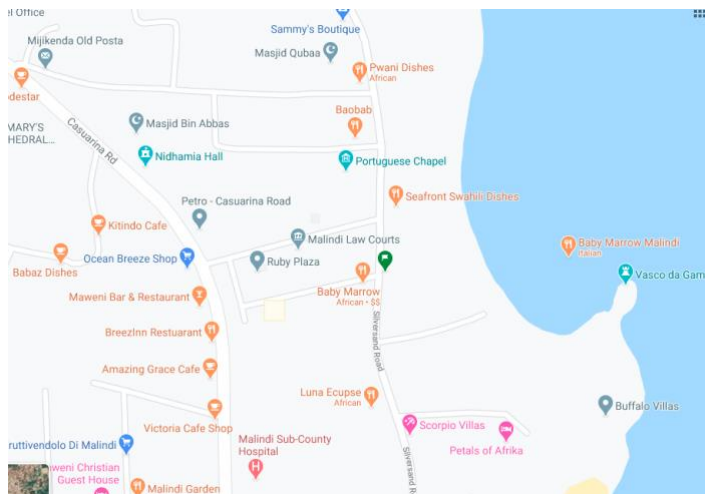 el Office
Sammy's Boutique
Mijikenda Old Posta
Masjid Qubaa
Pwani Dishes
African
odestar
Baobab
MARY'S
HEDRAL...
Casuarina Rd
Masjid Bin Abbas
Nidhamia Hall
Portuguese Chapel
Petro - Casuarina Road
Seafront Swahili Dishes
Kitindo Cafe
Malindi Law Courts
Baby Marrow Malindi
Italian
Ocean Breeze Shop
Ruby Plaza
Babaz Dishes
Vasco da Gam
Baby Marrow
African • $$
Maweni Bar & Restaurant
Silversand Road
BreezInn Restuarant
Amazing Grace Cafe
Luna Ecupse
African
Buffalo Villas
Victoria Cafe Shop
Scorpio Villas
Petals of Afrika
ruttivendolo Di Malindi
Malindi Sub-County
Hospital
Silversand R
weni Christian
Guest House
Malindi Garden